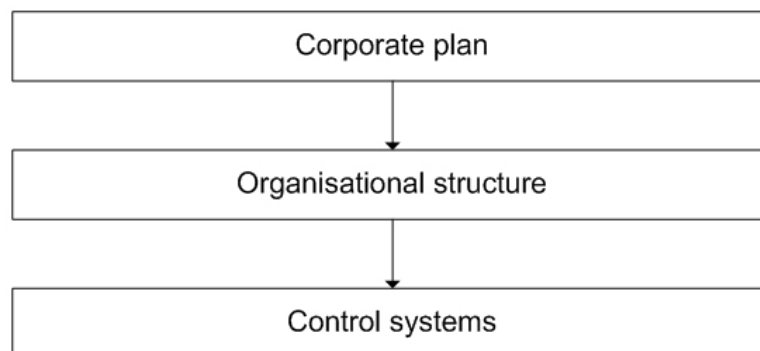 Corporate plan
Organisational structure
Control systems